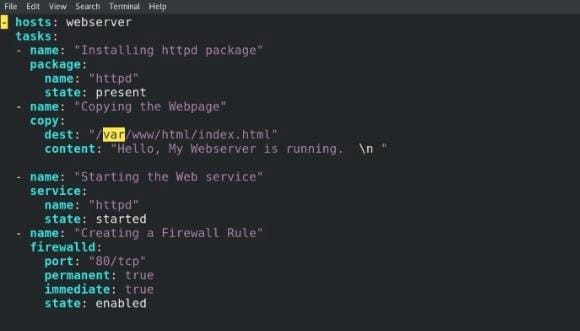 File Edit View Search Terminal Help
- hosts: webserver
  tasks:
  - name: "Installing httpd package"
    package:
      name: "httpd"
      state: present
  - name: "Copying the Webpage"
    copy:
      dest: "/var/www/html/index.html"
      content: "Hello, My Webserver is running.  \n "
  - name: "Starting the Web service"
    service:
      name: "httpd"
      state: started
  - name: "Creating a Firewall Rule"
    firewalld:
      port: "80/tcp"
      permanent: true
      immediate: true
      state: enabled